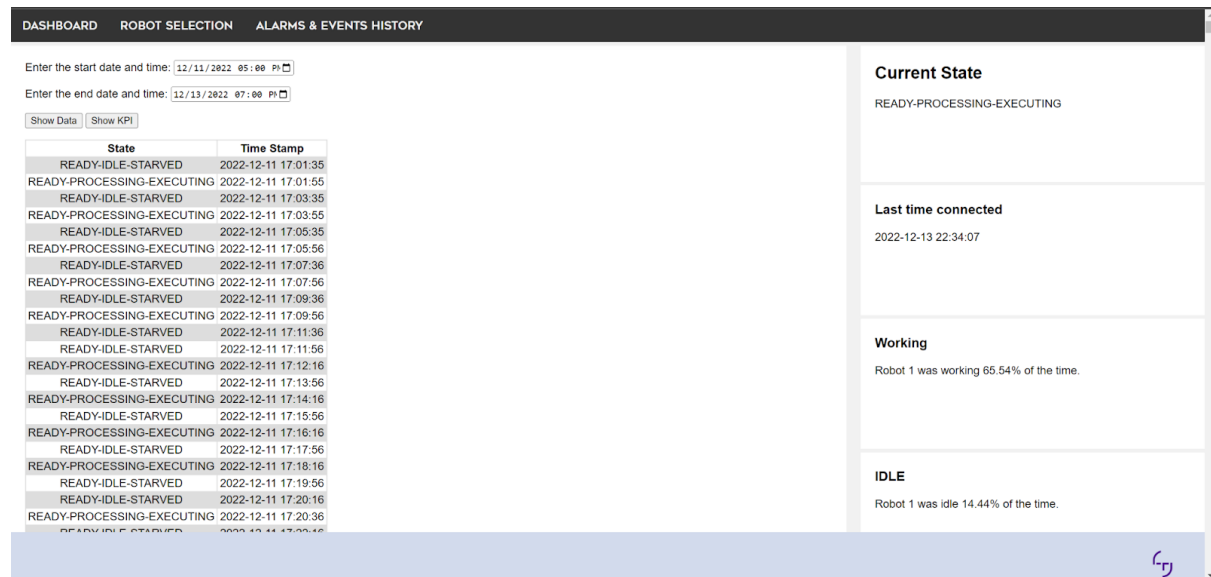 DASHBOARD ROBOT SELECTION ALARMS & EVENTS HISTORY
Enter the start date and time: 12/11/2022 05:00 PM
Enter the end date and time: 12/13/2022 07:00 PM
Show Data Show KPI
State Time Stamp
READY-IDLE-STARVED 2022-12-11 17:01:35
READY-PROCESSING-EXECUTING 2022-12-11 17:01:55
READY-IDLE-STARVED 2022-12-11 17:03:35
READY-PROCESSING-EXECUTING 2022-12-11 17:03:55
READY-IDLE-STARVED 2022-12-11 17:05:35
READY-PROCESSING-EXECUTING 2022-12-11 17:05:56
READY-IDLE-STARVED 2022-12-11 17:07:36
READY-PROCESSING-EXECUTING 2022-12-11 17:07:56
READY-IDLE-STARVED 2022-12-11 17:09:36
READY-PROCESSING-EXECUTING 2022-12-11 17:09:56
READY-IDLE-STARVED 2022-12-11 17:11:36
READY-IDLE-STARVED 2022-12-11 17:11:56
READY-PROCESSING-EXECUTING 2022-12-11 17:12:16
READY-IDLE-STARVED 2022-12-11 17:13:56
READY-PROCESSING-EXECUTING 2022-12-11 17:14:16
READY-IDLE-STARVED 2022-12-11 17:15:56
READY-PROCESSING-EXECUTING 2022-12-11 17:16:16
READY-IDLE-STARVED 2022-12-11 17:17:56
READY-PROCESSING-EXECUTING 2022-12-11 17:18:16
READY-IDLE-STARVED 2022-12-11 17:19:56
READY-IDLE-STARVED 2022-12-11 17:20:16
READY-PROCESSING-EXECUTING 2022-12-11 17:20:36
READY-IDLE-STARVED 2022-12-11 17:22:16
Current State
READY-PROCESSING-EXECUTING
Last time connected
2022-12-13 22:34:07
Working
Robot 1 was working 65.54% of the time.
IDLE
Robot 1 was idle 14.44% of the time.